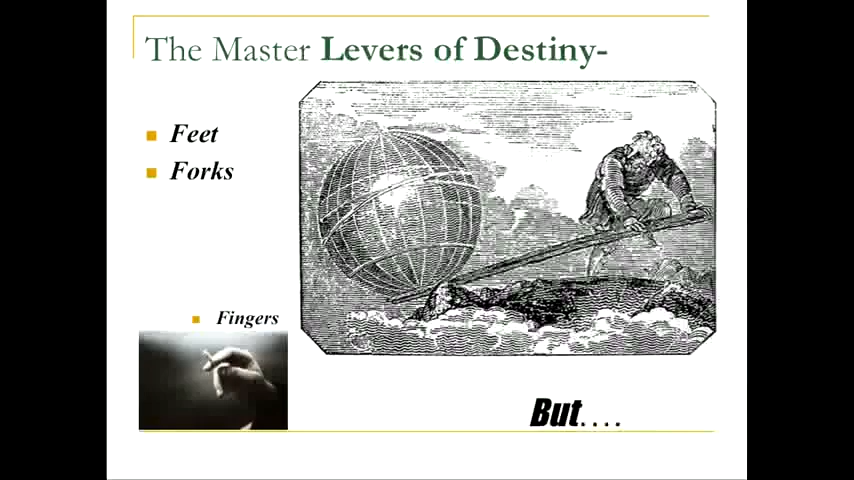 The Master Levers of Destiny-
Feet
Forks
Fingers
But....